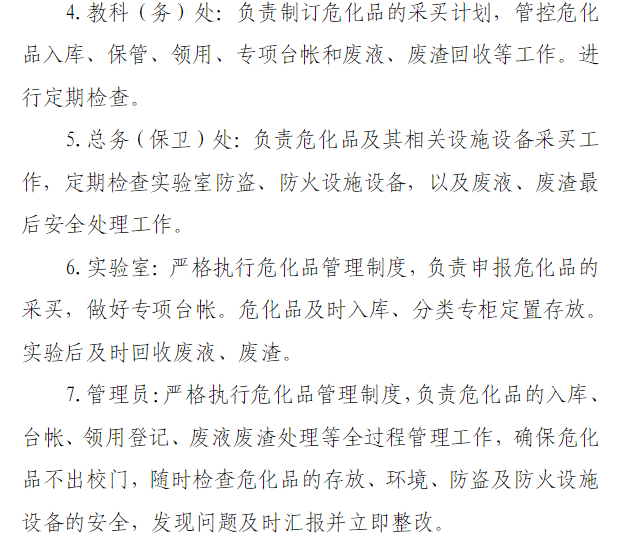 4. 教科（务）处：负责制订危化品的采买计划，管控危化
品入库、保管、领用、专项台帐和废液、废渣回收等工作。进
行定期检查。
5. 总务（保卫）处：负责危化品及其相关设施设备采买工
作，定期检查实验室防盗、防火设施设备，以及废液、废渣最
后安全处理工作。
6. 实验室：严格执行危化品管理制度，负责申报危化品的
采买，做好专项台帐。危化品及时入库、分类专柜定置存放。
实验后及时回收废液、废渣。
7. 管理员：严格执行危化品管理制度，负责危化品的入库、
台帐、领用登记、废液废渣处理等全过程管理工作，确保危化
品不出校门，随时检查危化品的存放、环境、防盗及防火设施
设备的安全，发现问题及时汇报并立即整改。